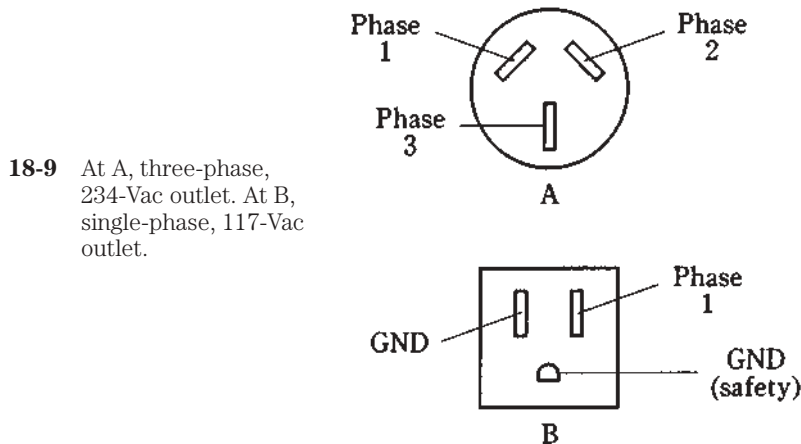 Phase
1
Phase
2
Phase
3
A
18-9 At A, three-phase,
234-Vac outlet. At B,
single-phase, 117-Vac
outlet.
Phase
1
GND
GND
(safety)
B